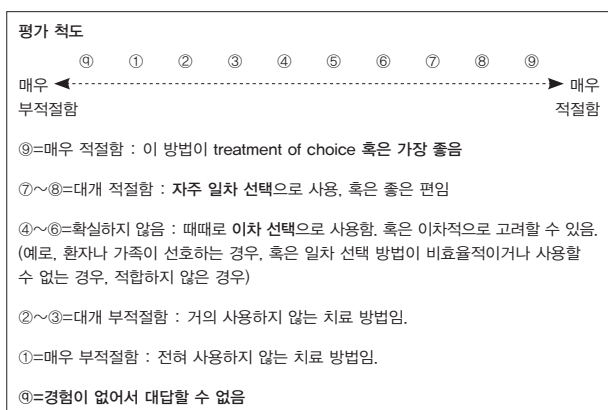 평가 척도
ⓠ ① ② ③ ④ ⑤ ⑥ ⑦ ⑧ ⑨
매우 매우
부적절함 적절함
⑨=매우 적절함 : 이 방법이 treatment of choice 혹은 가장 좋음
⑦~⑧=대개 적절함 : 자주 일차 선택으로 사용, 혹은 좋은 편임
④~⑥=확실하지 않음 : 때때로 이차 선택으로 사용함. 혹은 이차적으로 고려할 수 있음.
(예로, 환자나 가족이 선호하는 경우, 혹은 일차 선택 방법이 비효율적이거나 사용할
수 없는 경우, 적합하지 않은 경우)
②~③=대개 부적절함 : 거의 사용하지 않는 치료 방법임.
①=매우 부적절함 : 전혀 사용하지 않는 치료 방법임.
ⓠ=경험이 없어서 대답할 수 없음